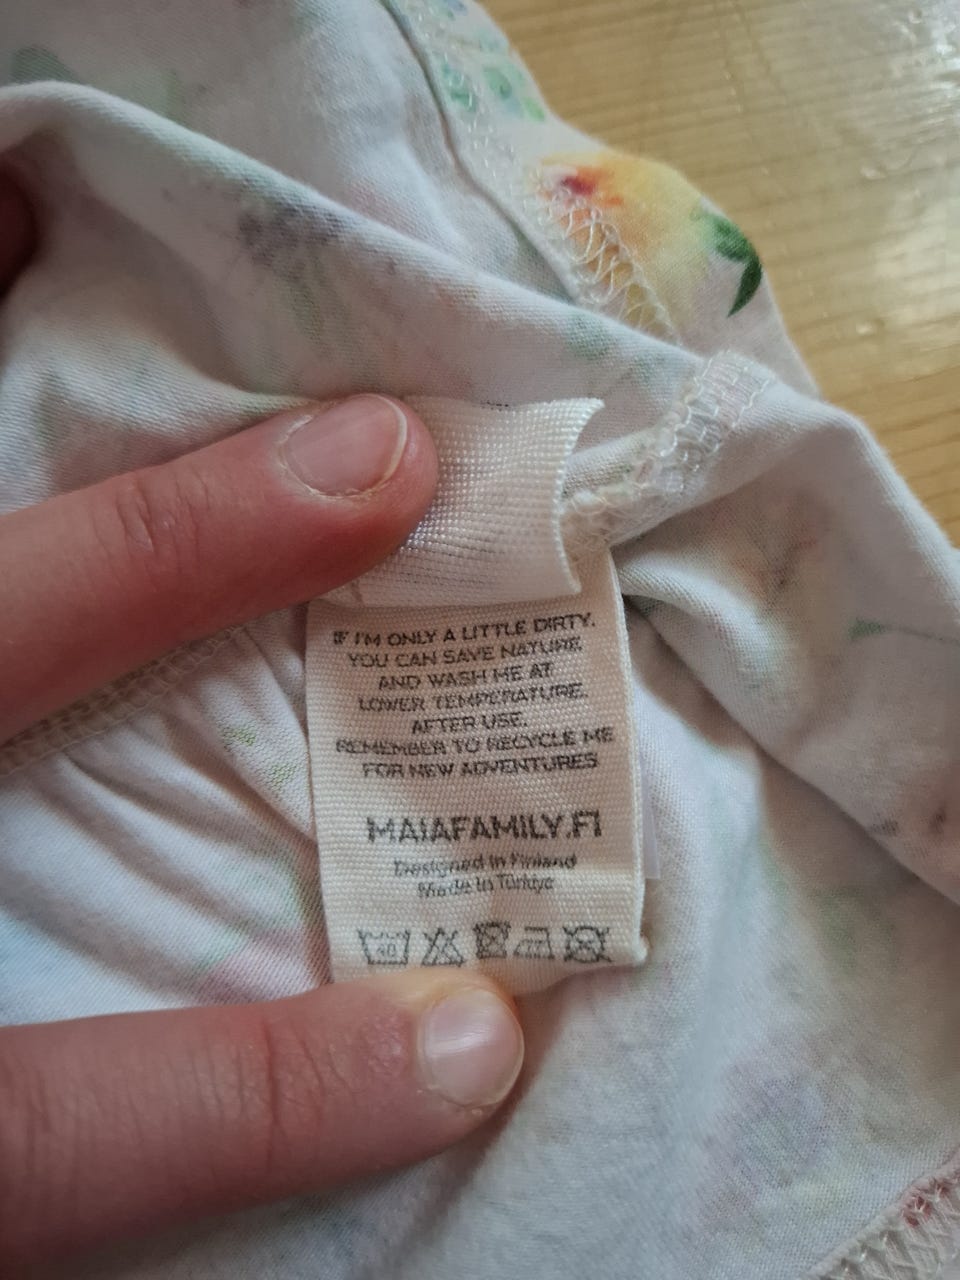 IF I'M ONLY A LITTLE DIRTY.
YOU CAN SAVE NATURE
AND WASH ME AT
LOWER TEMPERATURE.
AFTER USE.
REMEMBER TO RECYCLE ME
FOR NEW ADVENTURES
MAIAFAMILY.FI
Designed in Finland
Made in Türkiye
40